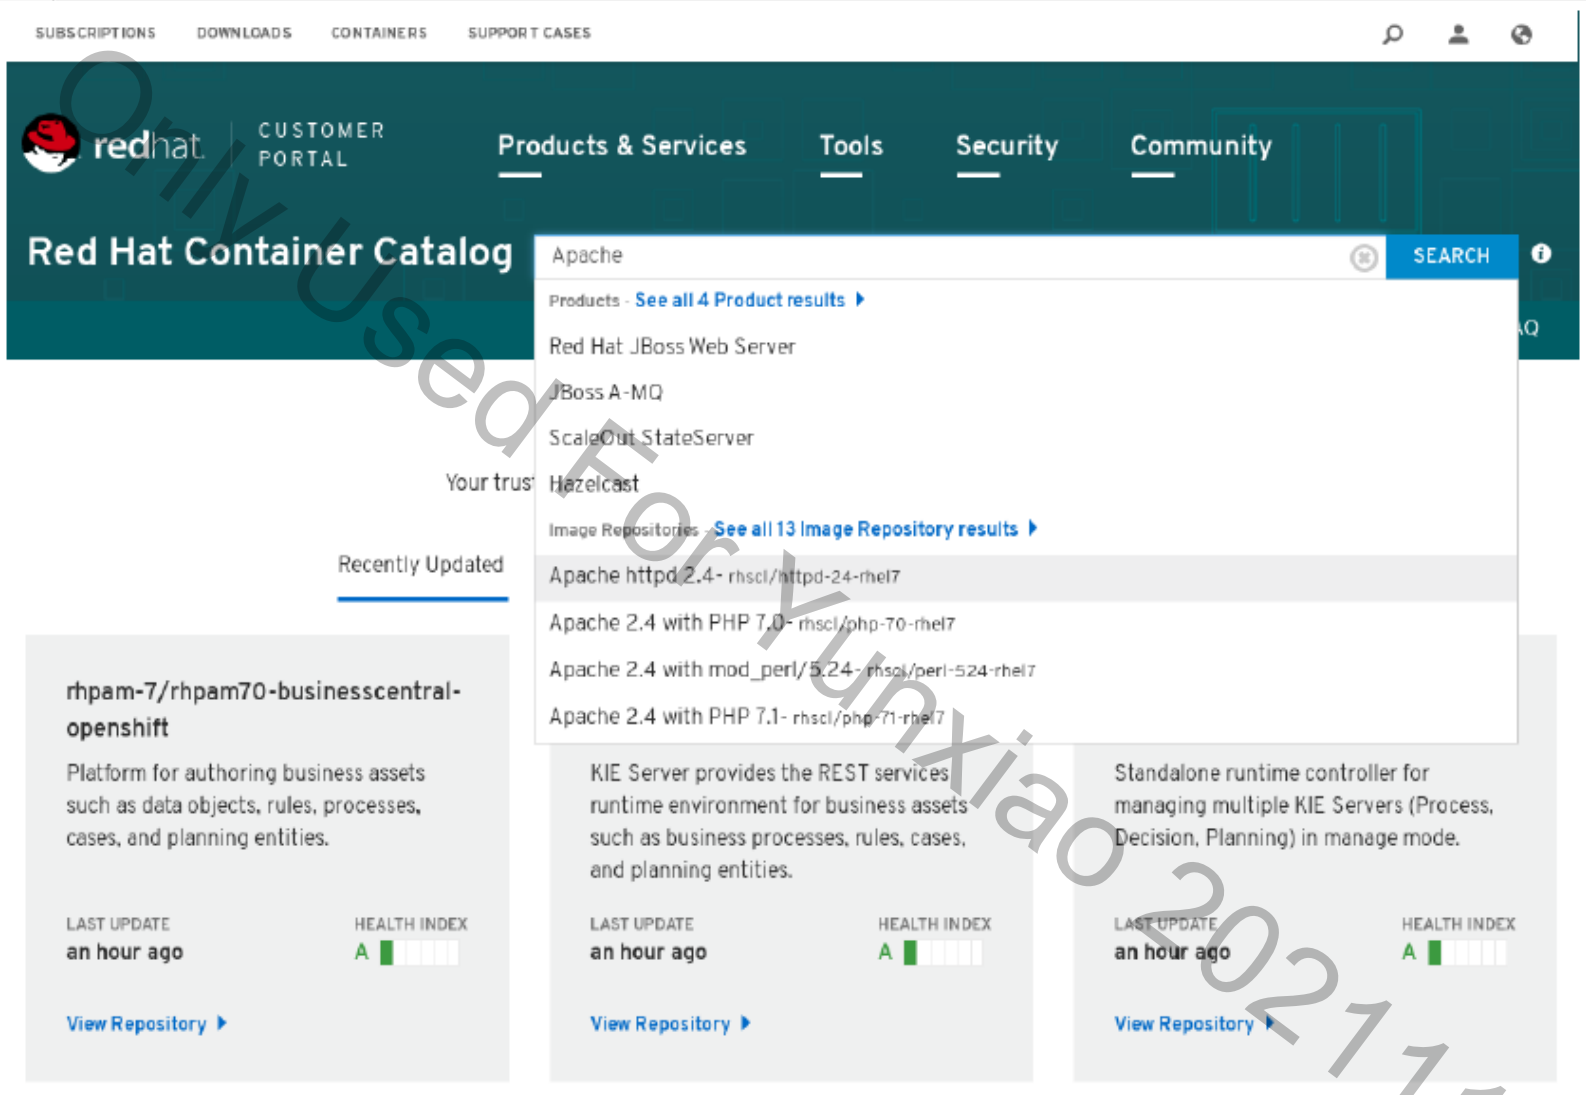 SUBSCRIPTIONS DOWNLOADS CONTAINERS SUPPORT CASES
redhat. CUSTOMER PORTAL Products & Services Tools Security Community
Red Hat Container Catalog Apache SEARCH
Products - See all 4 Product results
AQ
Red Hat JBoss Web Server
JBoss A-MQ
ScaleOut StateServer
Your trus
Hazelcast
Image Repositories - See all 13 Image Repository results
Recently Updated
Apache httpd 2.4- rhscl/httpd-24-rhel7
Apache 2.4 with PHP 7.0- rhscl/php-70-rhel7
Apache 2.4 with mod_perl/5.24- rhscl/perl-524-rhel7
Apache 2.4 with PHP 7.1- rhscl/php-71-rhel7
rhpam-7/rhpam70-businesscentral-
openshift
Platform for authoring business assets
such as data objects, rules, processes,
cases, and planning entities.
LAST UPDATE HEALTH INDEX
an hour ago A
View Repository
KIE Server provides the REST services
runtime environment for business assets
such as business processes, rules, cases,
and planning entities.
LAST UPDATE HEALTH INDEX
an hour ago A
View Repository
Standalone runtime controller for
managing multiple KIE Servers (Process,
Decision, Planning) in manage mode.
LAST UPDATE HEALTH INDEX
an hour ago A
View Repository
Only Used For Yunxiao 20211